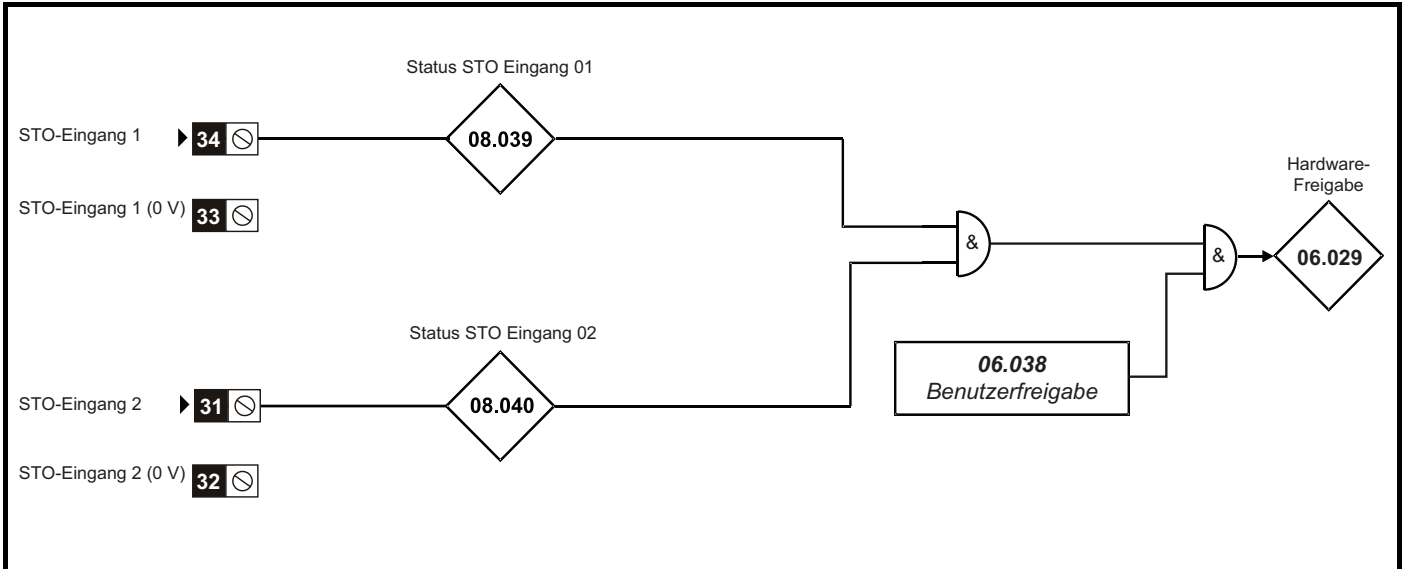 Status STO Eingang 01
STO-Eingang 1
34
08.039
STO-Eingang 1 (0 V)
33
Hardware-
Freigabe
&
&
06.029
Status STO Eingang 02
06.038
Benutzerfreigabe
STO-Eingang 2
31
08.040
STO-Eingang 2 (0 V)
32